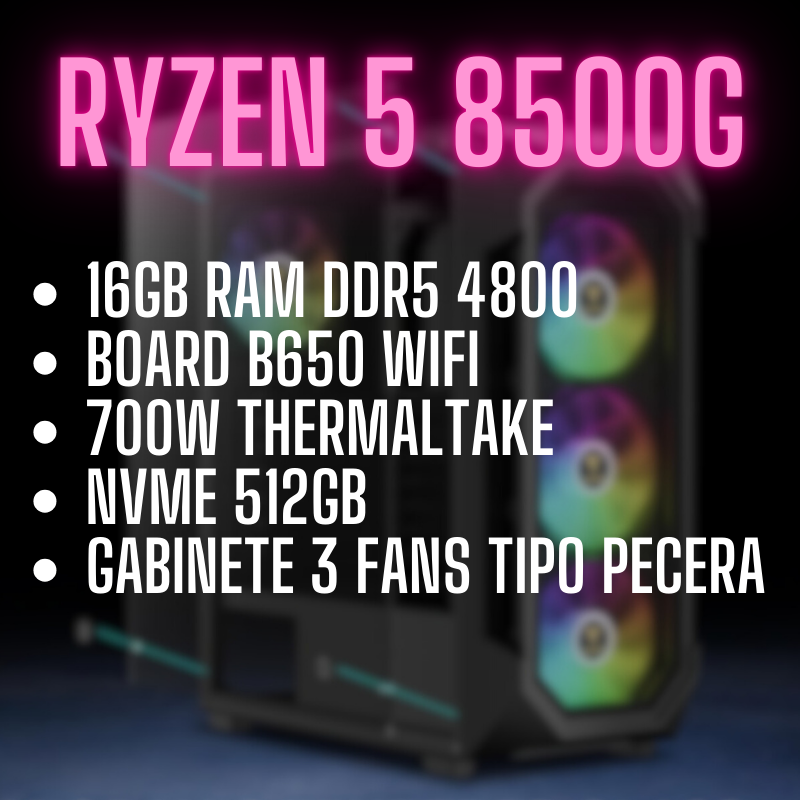 RYZEN 5 8500G
• 16GB RAM DDR5 4800
• BOARD B650 WIFI
• 700W THERMALTAKE
• NVME 512GB
• GABINETE 3 FANS TIPO PECERA